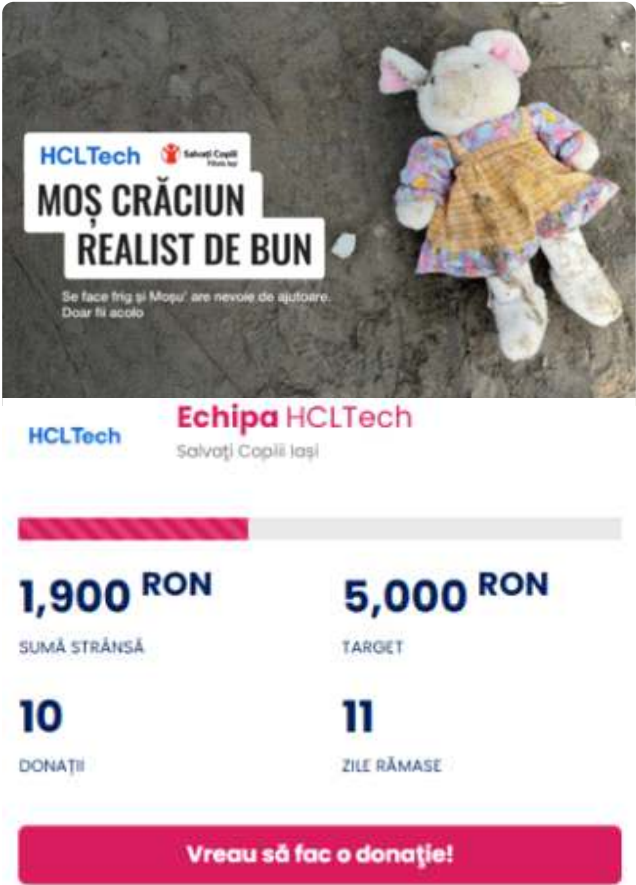 HCLTech
Salvați Copiii
Filiala Iași
MOȘ CRĂCIUN
REALIST DE BUN
Se face frig și Moșu' are nevoie de ajutoare.
Doar fii acolo
Echipa HCLTech
HCLTech
Salvați Copiii Iași
1,900 RON
5,000 RON
SUMĂ STRÂNSĂ
TARGET
10
11
DONAȚII
ZILE RĂMASE
Vreau să fac o donație!